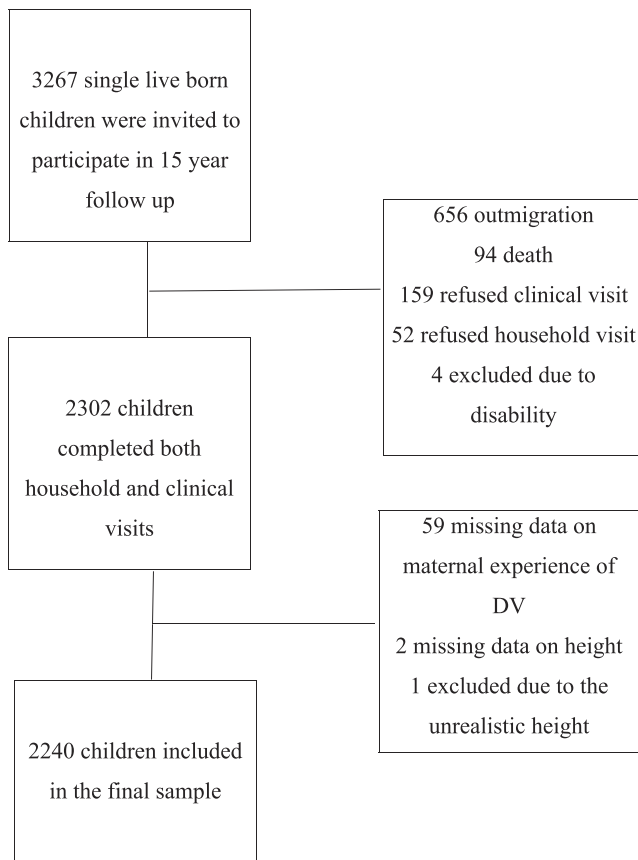 3267 single live born
children were invited to
participate in 15 year
follow up
656 outmigration
94 death
159 refused clinical visit
52 refused household visit
4 excluded due to
disability
2302 children
completed both
household and clinical
visits
59 missing data on
maternal experience of
DV
2 missing data on height
1 excluded due to the
unrealistic height
2240 children included
in the final sample